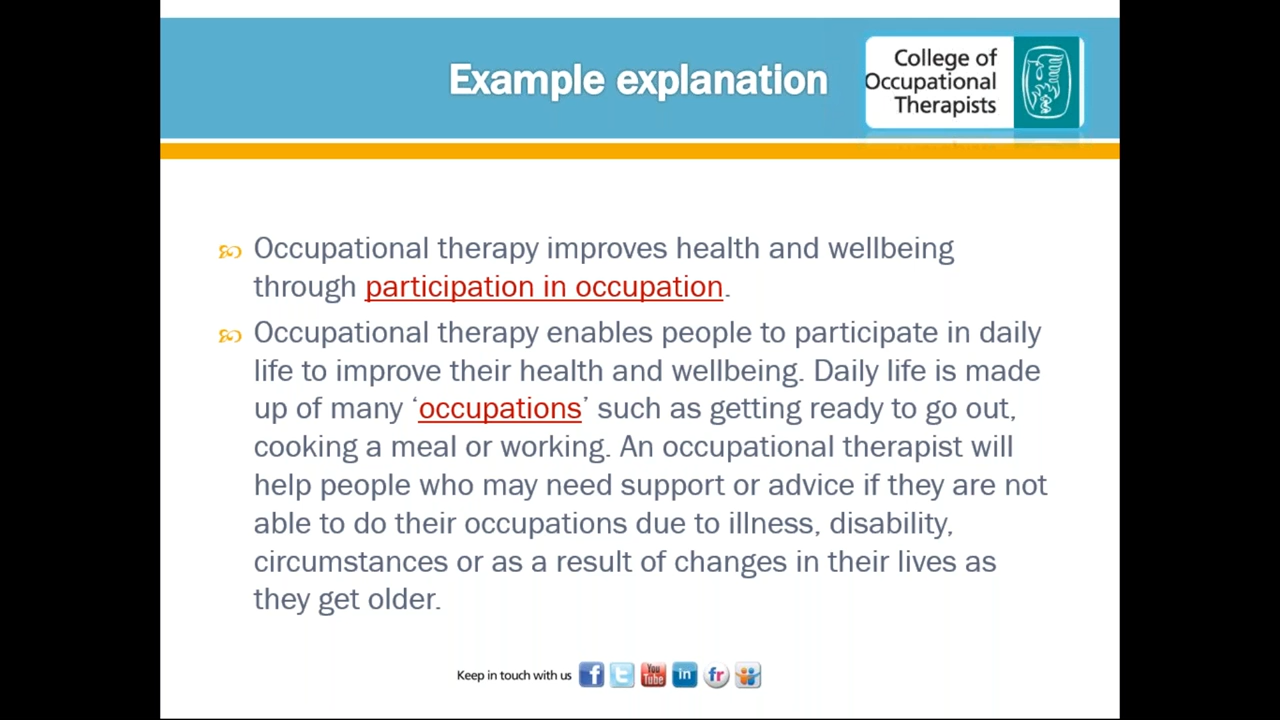 Example explanation
College of
Occupational
Therapists
Occupational therapy improves health and wellbeing
through participation in occupation.
Occupational therapy enables people to participate in daily
life to improve their health and wellbeing. Daily life is made
up of many ‘occupations’ such as getting ready to go out,
cooking a meal or working. An occupational therapist will
help people who may need support or advice if they are not
able to do their occupations due to illness, disability,
circumstances or as a result of changes in their lives as
they get older.
Keep in touch with us f t You Tube in fr